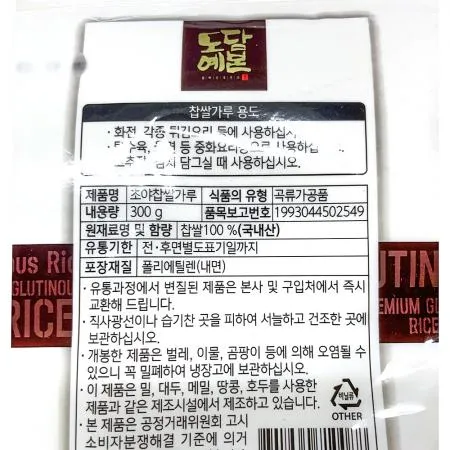 도담
예본
찹쌀가루 용도
· 화전, 각종 튀김요리 등에 사용하십시
· 탕수육, 등 중화요리용으로 사용하십
담그실 때 사용하십시오.
제품명 조야찹쌀가루 식품의 유형 곡류가공품
내용량 300 g 품목보고번호 1993044502549
원재료명 및 함량 찹쌀100 %(국내산)
유통기한 전·후면별도표기일까지
포장재질 폴리에틸렌(내면)
· 유통과정에서 변질된 제품은 본사 및 구입처에서 즉시
교환해 드립니다.
· 직사광선이나 습기찬 곳을 피하여 서늘하고 건조한 곳에
보관하십시오.
· 개봉한 제품은 벌레, 이물, 곰팡이 등에 의해 오염될 수
있으니 꼭 밀폐하여 냉장고에 보관하십시오.
· 이 제품은 밀, 대두, 메밀, 땅콩, 호두를 사용한
제품과 같은 제조시설에서 제조하고 있습니다.
· 본 제품은 공정거래위원회 고시
소비자분쟁해결 기준에 의거
비닐류
OTHER
ous Ric
GLUTINOU
RICE
UTIN
EMIUM GL
RICE